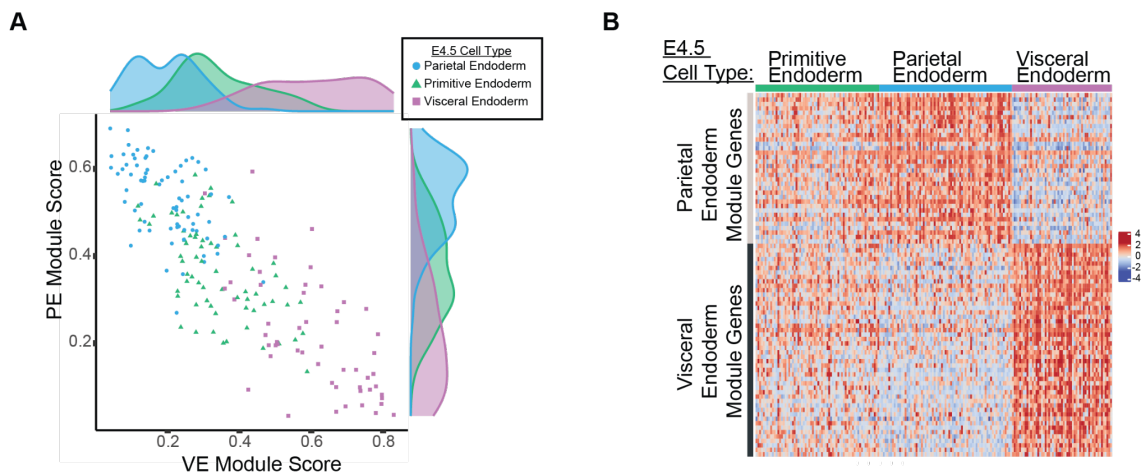 A
E4.5 Cell Type
Parietal Endoderm
Primitive Endoderm
Visceral Endoderm
PE Module Score
0.6
0.4
0.2
0.2 0.4 0.6 0.8
VE Module Score
B
E4.5
Cell Type:
Primitive
Endoderm
Parietal
Endoderm
Visceral
Endoderm
Parietal
Endoderm
Module Genes
Visceral
Endoderm
Module Genes
4
2
0
-2
-4